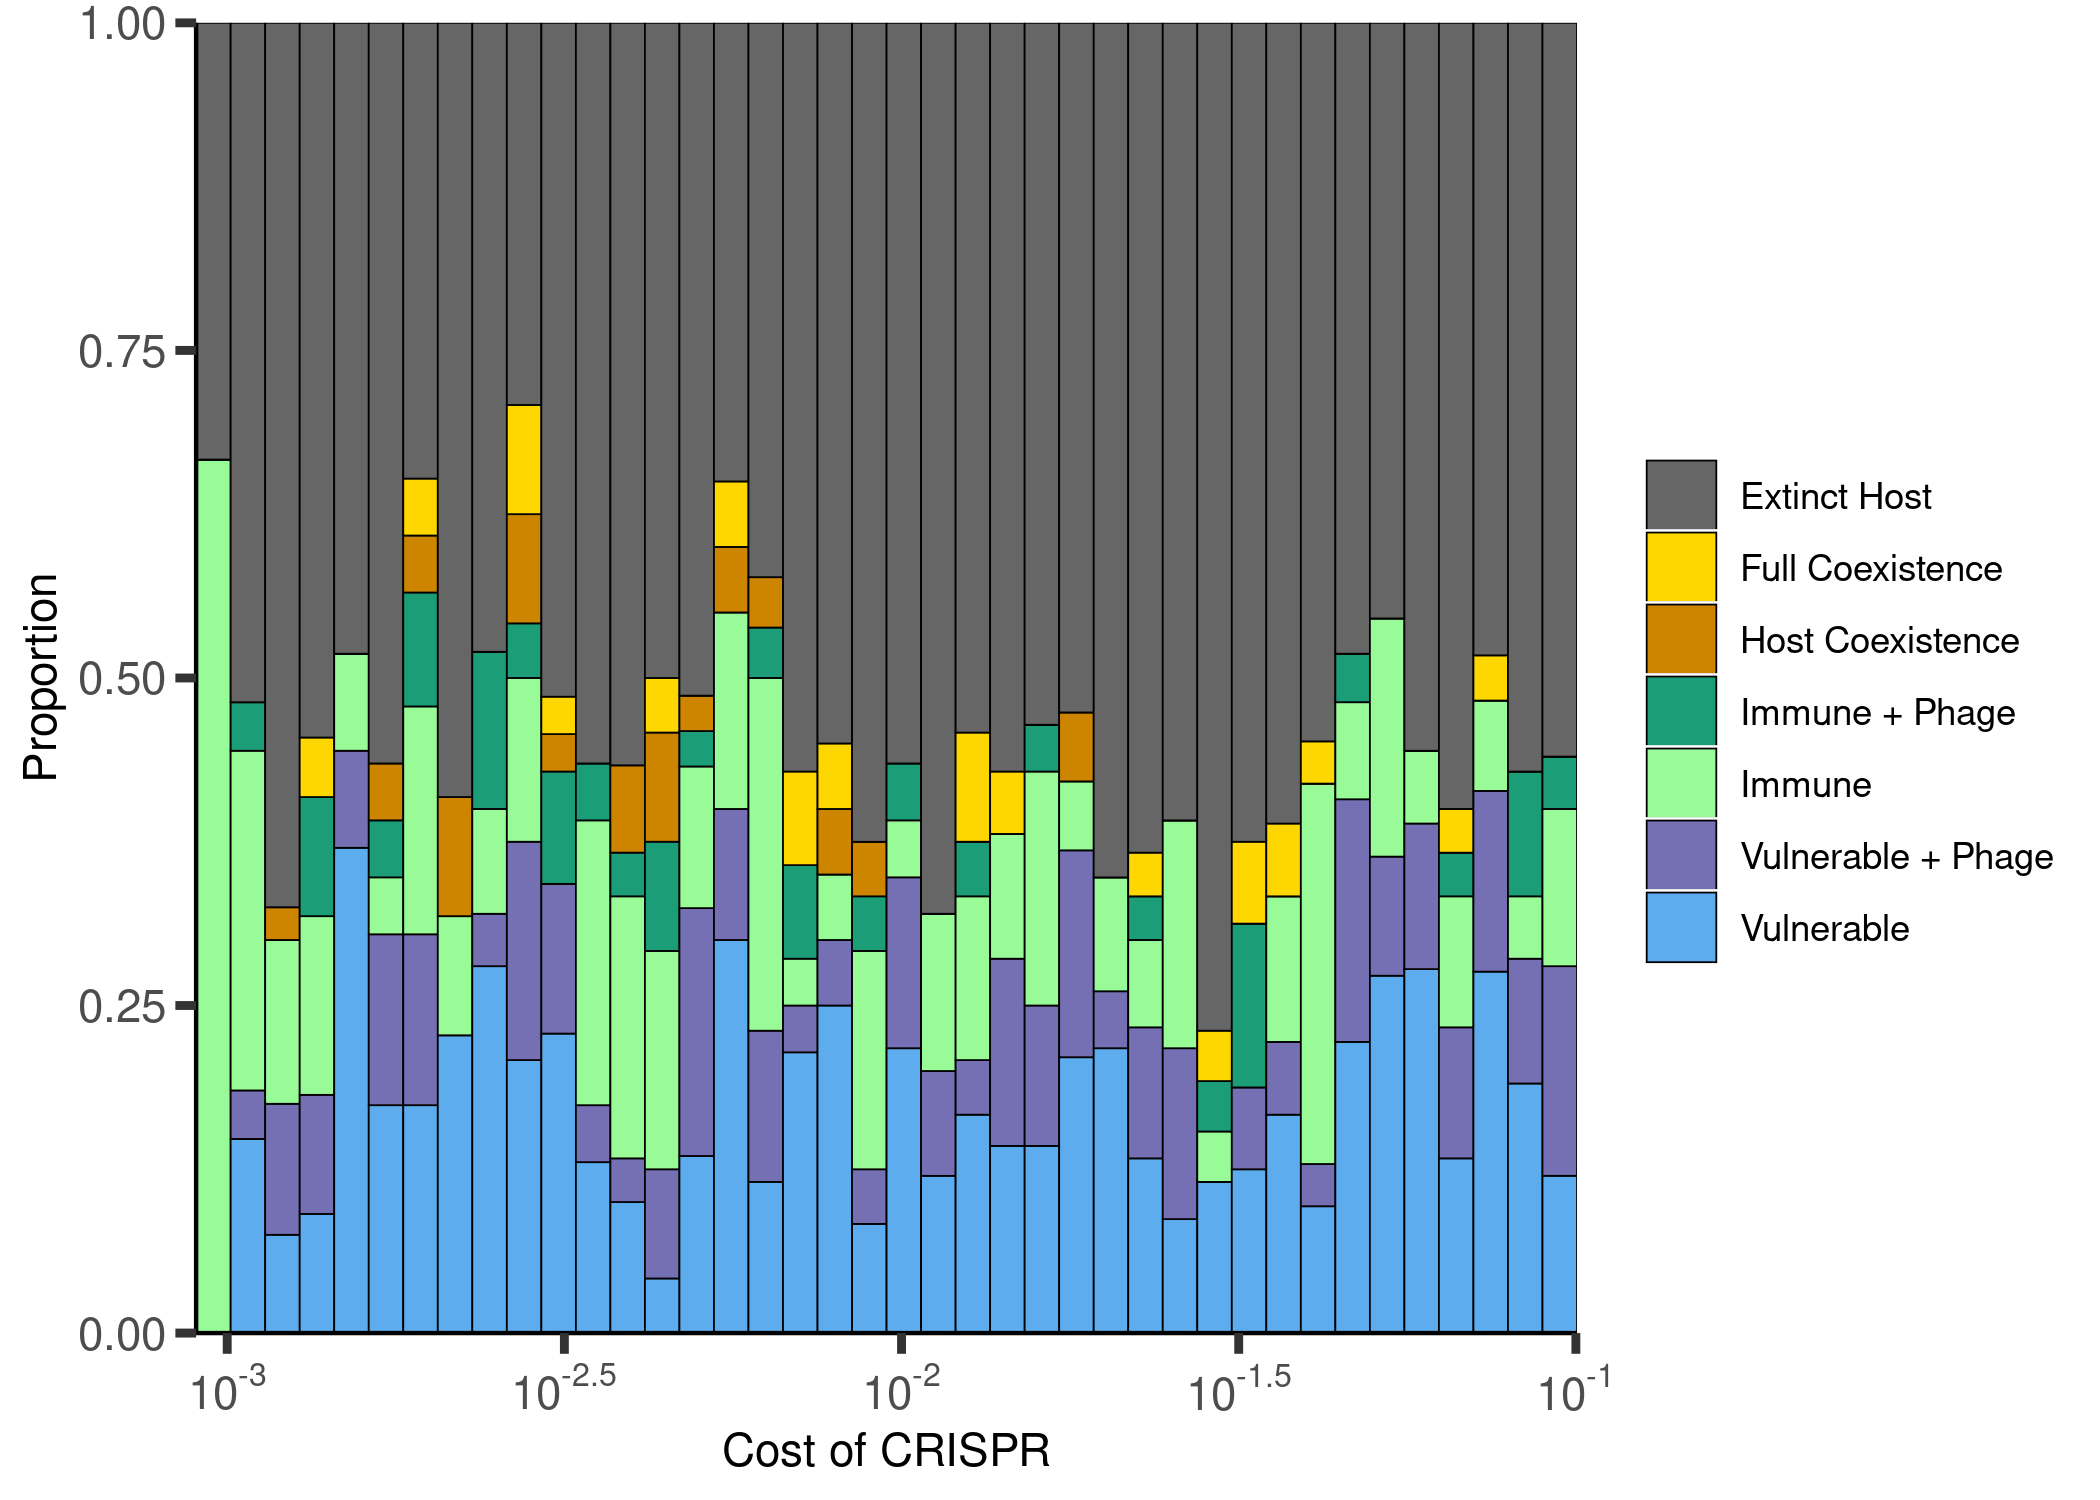 1.00
0.75
0.50
0.25
0.00
Proportion
10^-3
10^-2.5
10^-2
10^-1.5
10^-1
Cost of CRISPR
Extinct Host
Full Coexistence
Host Coexistence
Immune + Phage
Immune
Vulnerable + Phage
Vulnerable